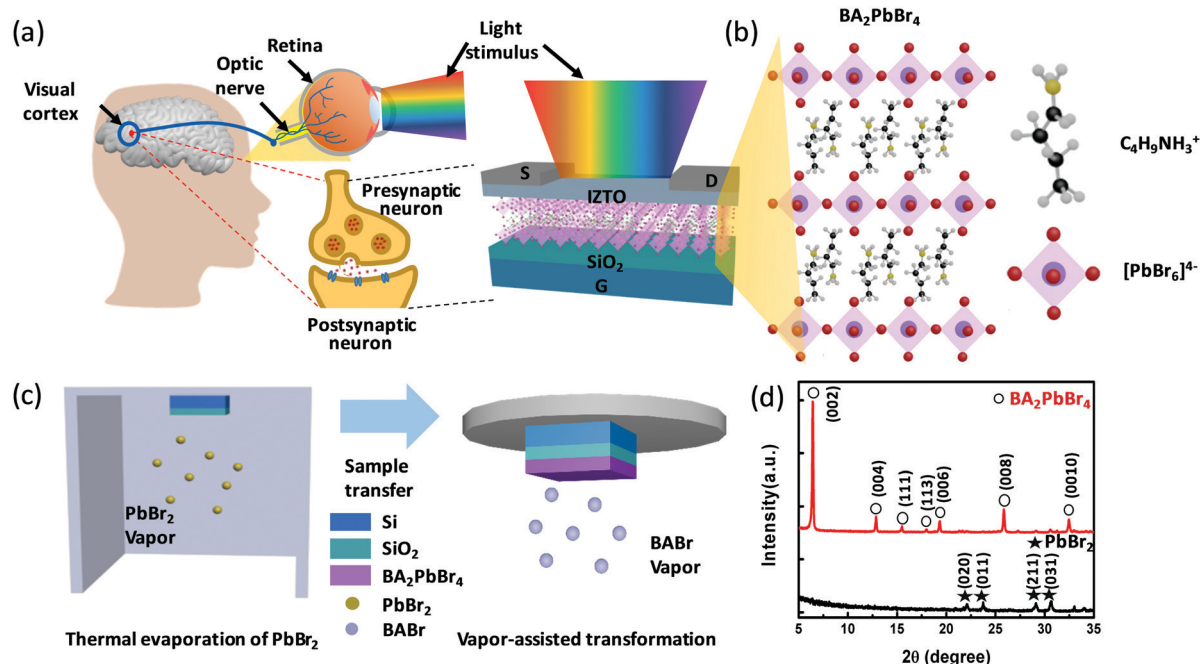 (a)
Visual
cortex
Optic
nerve
Retina
Light
stimulus
Presynaptic
neuron
Postsynaptic
neuron
S
D
IZTO
SiO₂
G
(b)
BA₂PbBr₄
C₄H₉NH₃⁺
[PbBr₆]⁴⁻
(c)
PbBr₂
Vapor
Thermal evaporation of PbBr₂
Sample
transfer
Si
SiO₂
BA₂PbBr₄
PbBr₂
BABr
BABr
Vapor
Vapor-assisted transformation
(d)
Intensity(a.u.)
○ BA₂PbBr₄
(002)
(004)
(111)
(113)
(006)
(008)
(0010)
★ PbBr₂
(020)
(011)
(211)
(031)
5 10 15 20 25 30 35
2θ (degree)